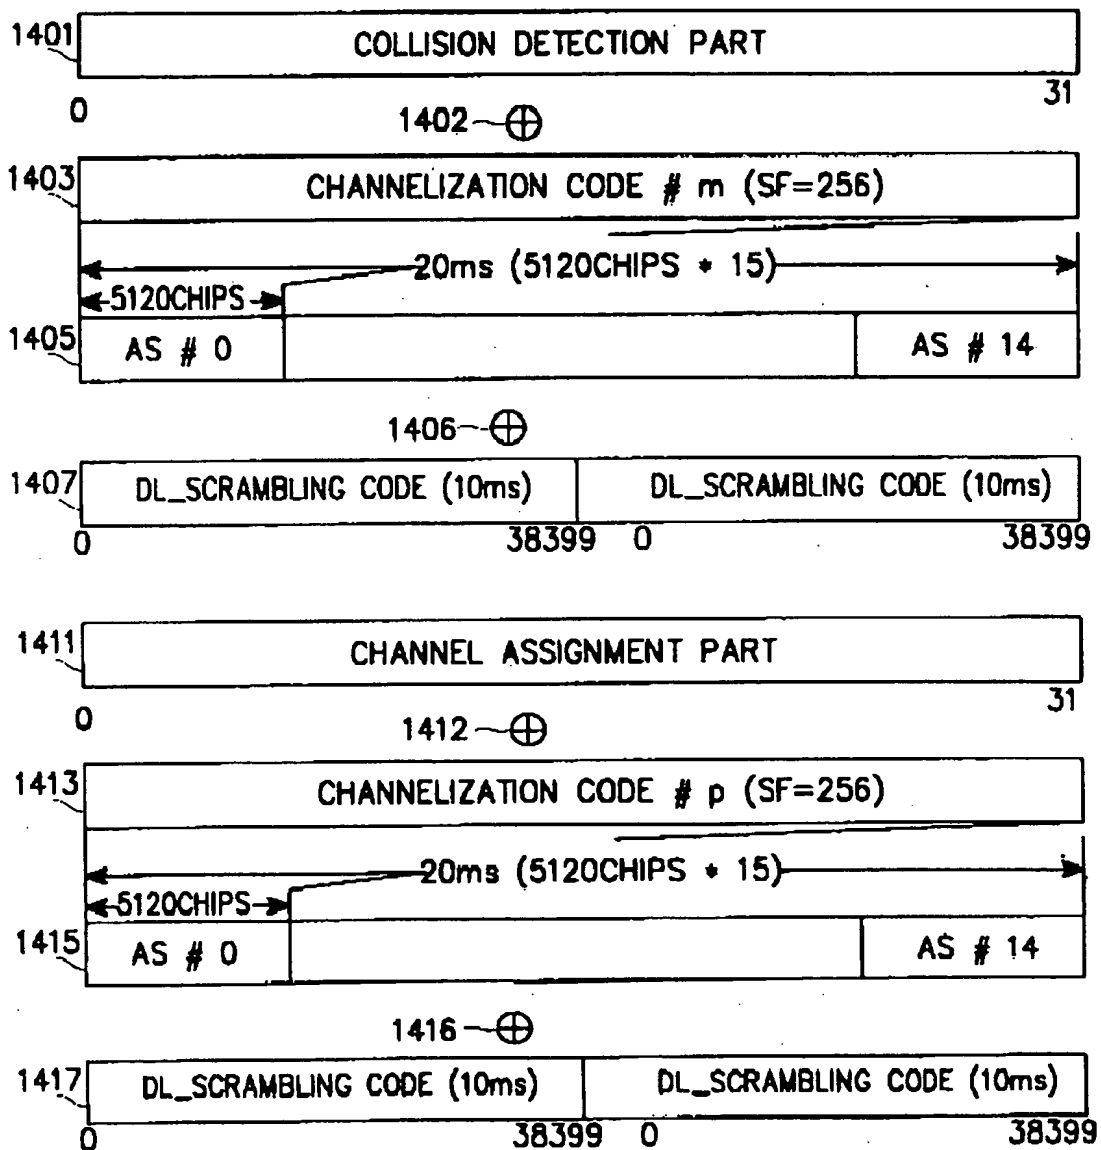 1401
COLLISION DETECTION PART
0
31
1402
1403
CHANNELIZATION CODE # m (SF=256)
20ms (5120CHIPS * 15)
5120CHIPS
1405
AS # 0
AS # 14
1406
1407
DL_SCRAMBLING CODE (10ms)
DL_SCRAMBLING CODE (10ms)
0
38399
0
38399
1411
CHANNEL ASSIGNMENT PART
0
31
1412
1413
CHANNELIZATION CODE # p (SF=256)
20ms (5120CHIPS * 15)
5120CHIPS
1415
AS # 0
AS # 14
1416
1417
DL_SCRAMBLING CODE (10ms)
DL_SCRAMBLING CODE (10ms)
0
38399
0
38399